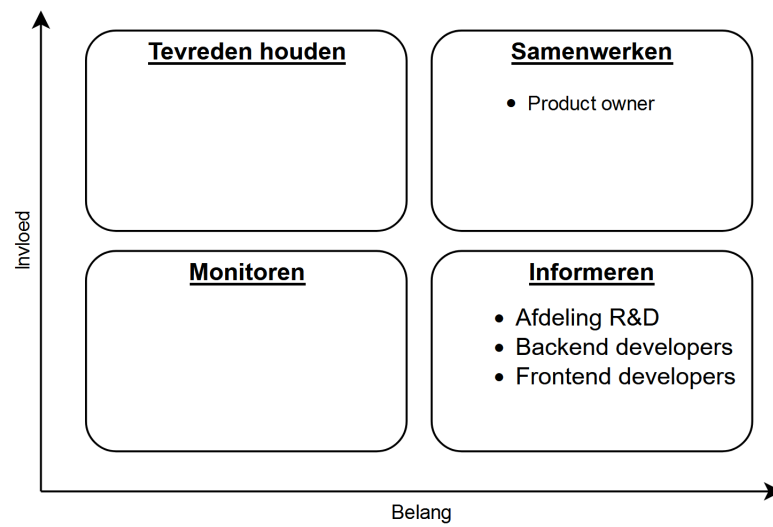 Tevreden houden
Samenwerken
Product owner
Invloed
Monitoren
Informeren
Afdeling R&D
Backend developers
Frontend developers
Belang